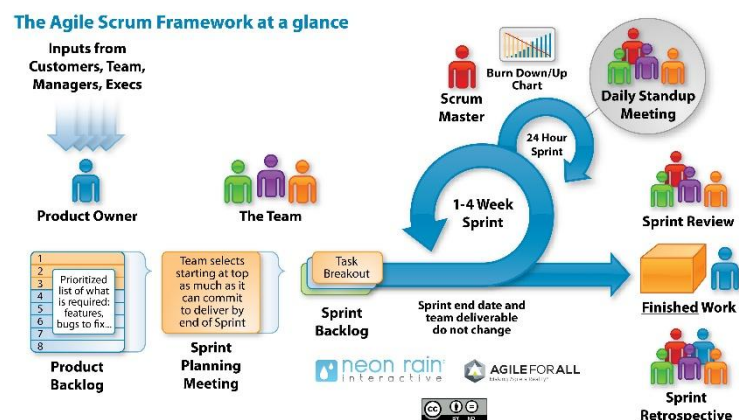 The Agile Scrum Framework at a glance
Inputs from
Customers, Team,
Managers, Execs
Product Owner
The Team
Scrum
Master
Burn Down/Up
Chart
Daily Standup
Meeting
24 Hour
Sprint
1-4 Week
Sprint
Sprint Review
1
2
3
4
5
6
7
8
Prioritized
list of what
is required:
features,
bugs to fix...
Product
Backlog
Team selects
starting at top
as much as it
can commit
to deliver by
end of Sprint
Sprint
Planning
Meeting
Task
Breakout
Sprint
Backlog
Sprint end date and
team deliverable
do not change
Finished Work
Sprint
Retrospective
neon rain
interactive
AGILEFORALL
cc